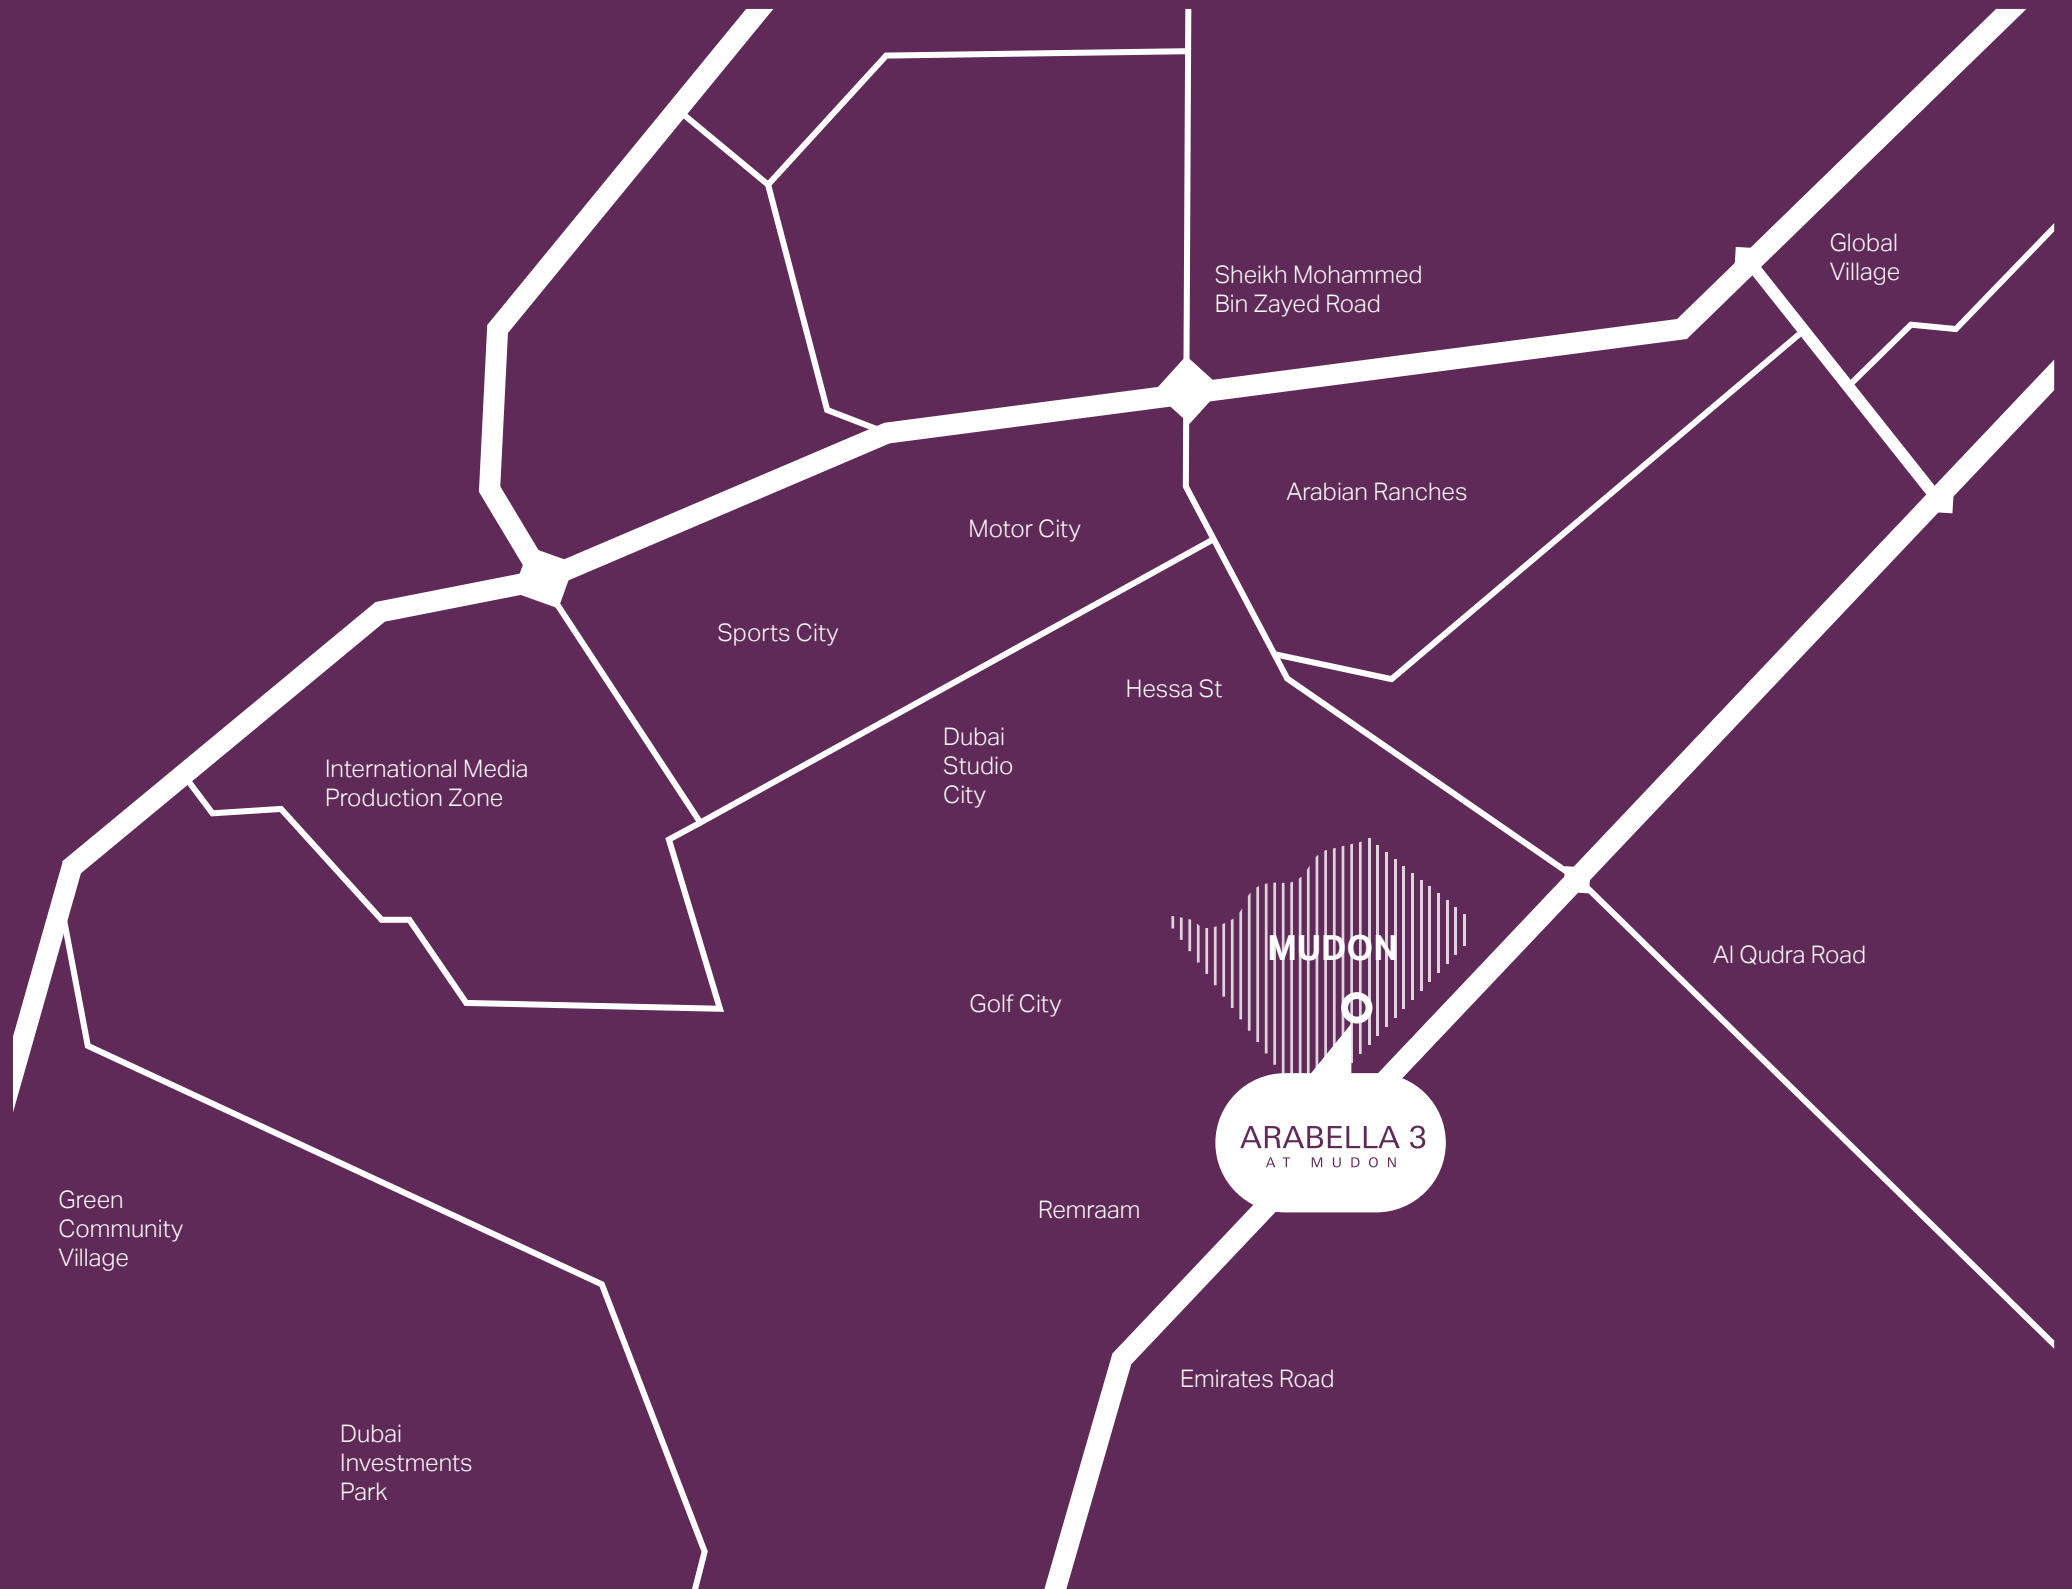 Global
Village
Sheikh Mohammed
Bin Zayed Road
Arabian Ranches
Motor City
Sports City
Hessa St
Dubai
Studio
City
International Media
Production Zone
MUDON
Al Qudra Road
Golf City
ARABELLA 3
AT MUDON
Remraam
Green
Community
Village
Emirates Road
Dubai
Investments
Park